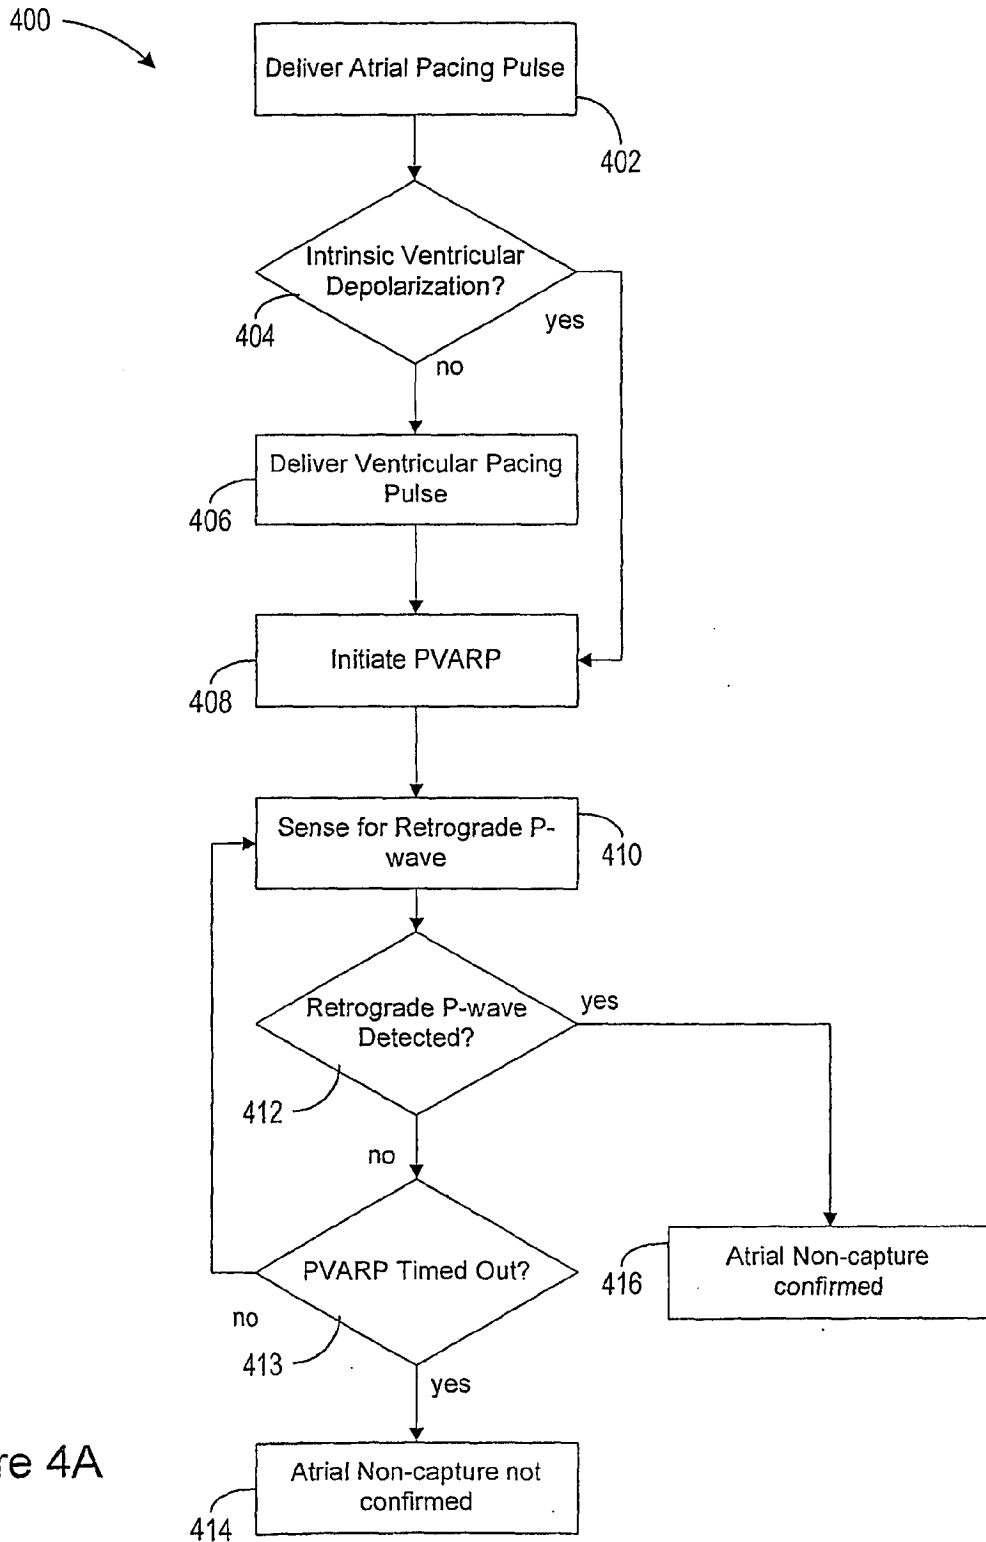 400
Deliver Atrial Pacing Pulse
402
Intrinsic Ventricular
Depolarization?
404
yes
no
Deliver Ventricular Pacing
Pulse
406
Initiate PVARP
408
Sense for Retrograde P-
wave
410
Retrograde P-wave
Detected?
yes
412
no
PVARP Timed Out?
no
413
yes
Atrial Non-capture
confirmed
416
re 4A
Atrial Non-capture not
confirmed
414